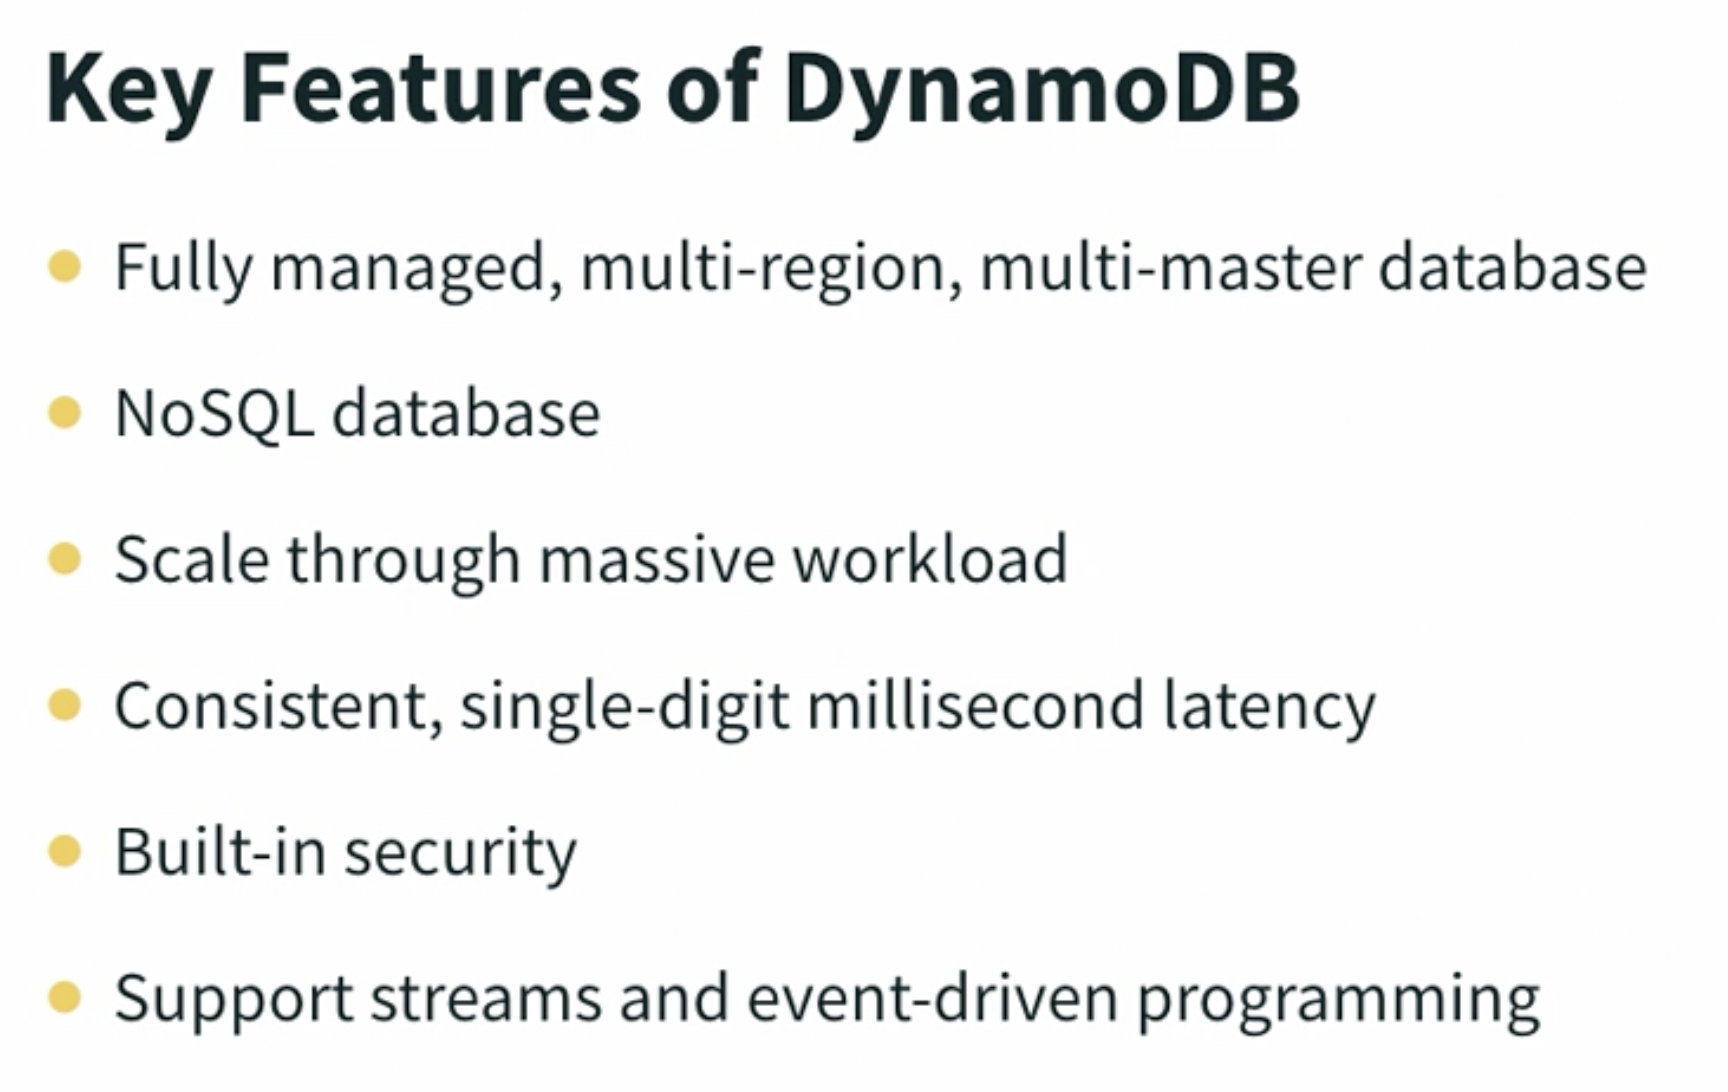 Key Features of DynamoDB
Fully managed, multi-region, multi-master database
NoSQL database
Scale through massive workload
Consistent, single-digit millisecond latency
Built-in security
Support streams and event-driven programming